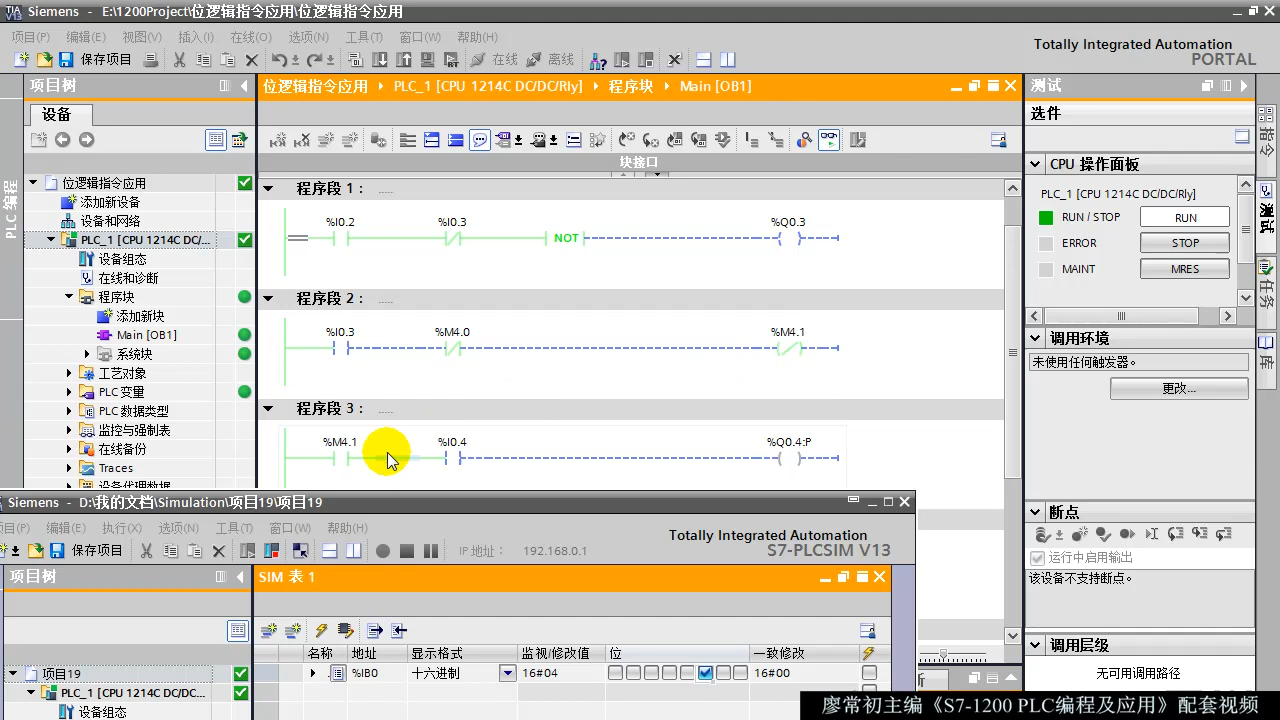 Siemens - E:\1200Project\位逻辑指令应用\位逻辑指令应用
项目(P) 编辑(E) 视图(V) 插入(I) 在线(O) 选项(N) 工具(T) 窗口(W) 帮助(H)
Totally Integrated Automation
PORTAL
保存项目 在线 离线
项目树
位逻辑指令应用 PLC_1 [CPU 1214C DC/DC/Rly] 程序块 Main [OB1]
测试
设备
选件
PLC 编程
块接口
CPU 操作面板
PLC_1 [CPU 1214C DC/DC/Rly]
RUN / STOP RUN
ERROR STOP
MAINT MRES
调用环境
未使用任何触发器。
更改...
断点
运行中启用输出
该设备不支持断点。
调用层级
无可用调用路径
指令
测试
任务
库
位逻辑指令应用
添加新设备
设备和网络
PLC_1 [CPU 1214C DC/...
设备组态
在线和诊断
程序块
添加新块
Main [OB1]
系统块
工艺对象
PLC 变量
PLC 数据类型
监控与强制表
在线备份
Traces
设备代理数据
程序段 1： .....
%I0.2 %I0.3 %Q0.3
NOT
程序段 2： .....
%I0.3 %M4.0 %M4.1
程序段 3： .....
%M4.1 %I0.4 %Q0.4:P
Siemens - D:\我的文档\Simulation\项目19\项目19
项目(P) 编辑(E) 执行(X) 选项(N) 工具(T) 窗口(W) 帮助(H)
Totally Integrated Automation
S7-PLCSIM V13
保存项目 IP 地址： 192.168.0.1
项目树
SIM 表 1
名称 地址 显示格式 监视/修改值 位 一致修改
%IB0 十六进制 16#04 16#00
项目19
PLC_1 [CPU 1214C DC/DC...
设备组态
廖常初主编《S7-1200 PLC编程及应用》配套视频